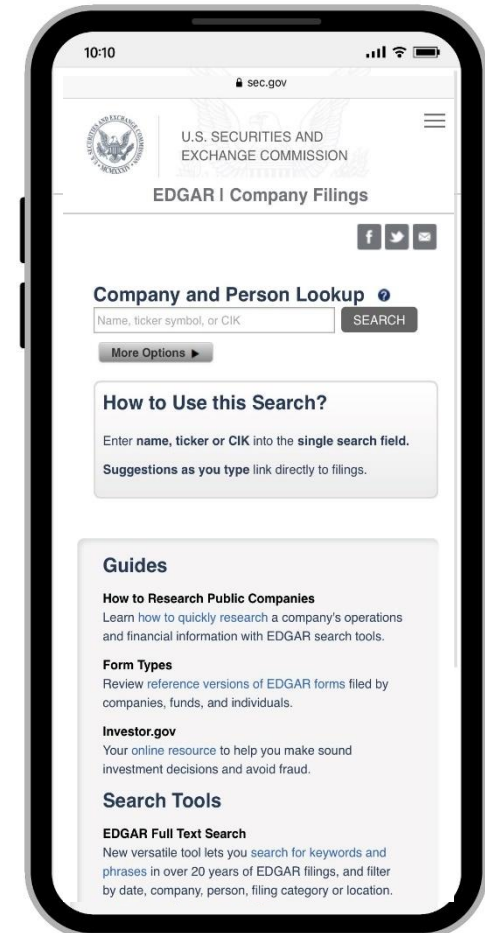 10:10
sec.gov
U.S. SECURITIES AND
EXCHANGE COMMISSION
EDGAR | Company Filings
Company and Person Lookup ?
Name, ticker symbol, or CIK
SEARCH
More Options ▶
How to Use this Search?
Enter name, ticker or CIK into the single search field.
Suggestions as you type link directly to filings.
Guides
How to Research Public Companies
Learn how to quickly research a company's operations
and financial information with EDGAR search tools.
Form Types
Review reference versions of EDGAR forms filed by
companies, funds, and individuals.
Investor.gov
Your online resource to help you make sound
investment decisions and avoid fraud.
Search Tools
EDGAR Full Text Search
New versatile tool lets you search for keywords and
phrases in over 20 years of EDGAR filings, and filter
by date, company, person, filing category or location.